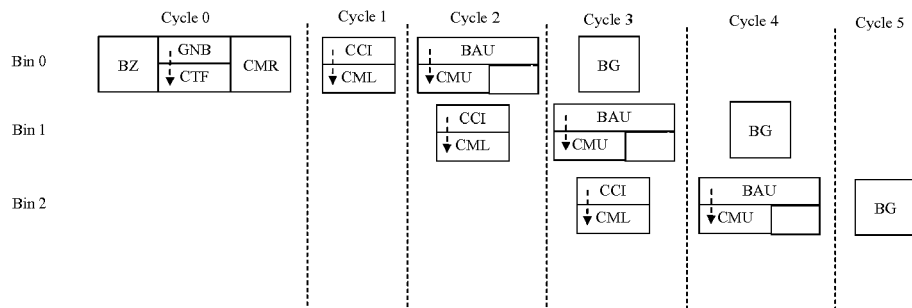 Cycle 0 Cycle 1 Cycle 2 Cycle 3 Cycle 4 Cycle 5
Bin 0 BZ GNB CMR CCI BAU BG
CTF CML CMU
Bin 1 CCI BAU BG
CML CMU
Bin 2 CCI BAU BG
CML CMU